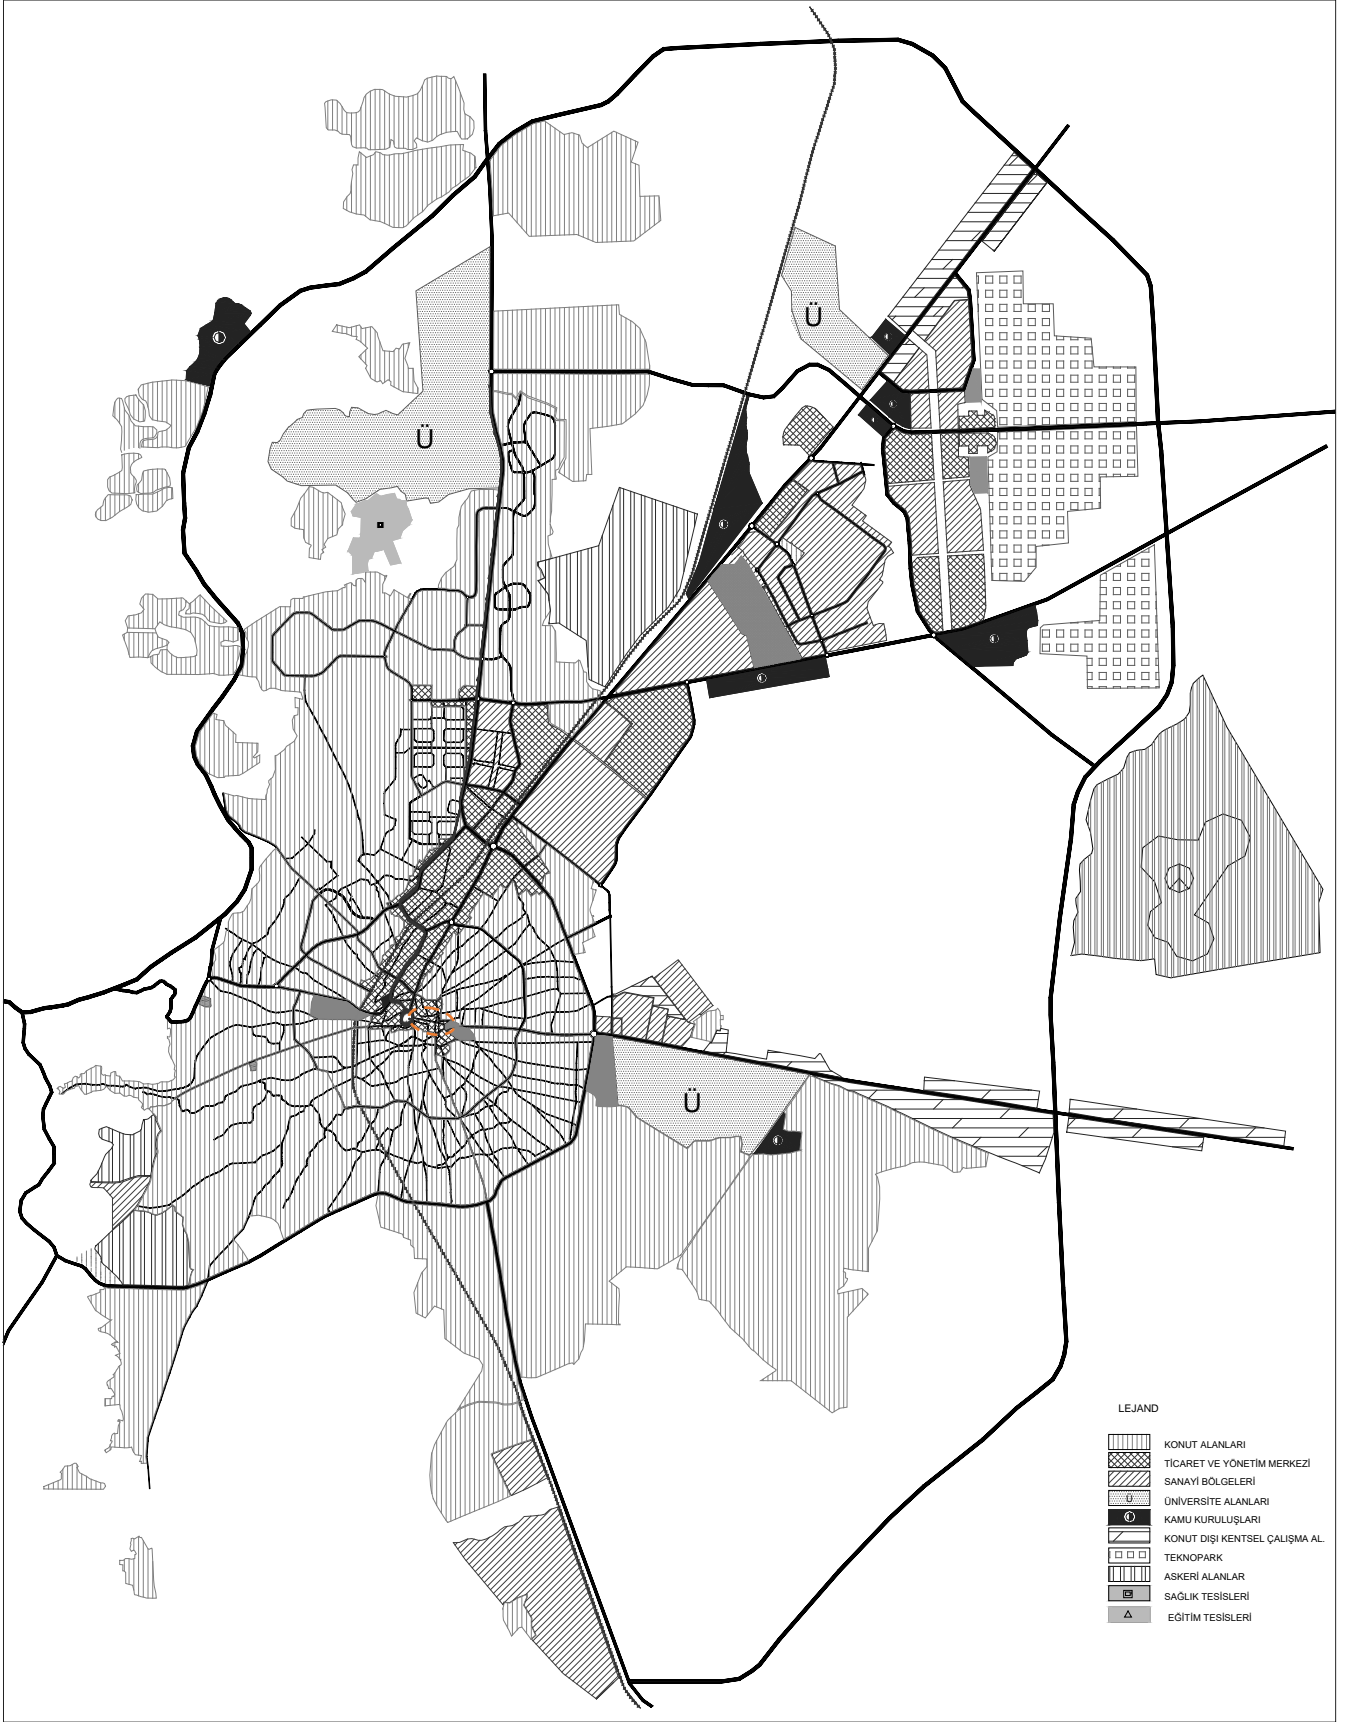 Ü
Ü
Ü
LEJAND
KONUT ALANLARI
TİCARET VE YÖNETİM MERKEZİ
SANAYİ BÖLGELERİ
Ü ÜNİVERSİTE ALANLARI
KAMU KURULUŞLARI
KONUT DIŞI KENTSEL ÇALIŞMA AL.
TEKNOPARK
ASKERİ ALANLAR
SAĞLIK TESİSLERİ
EĞİTİM TESİSLERİ